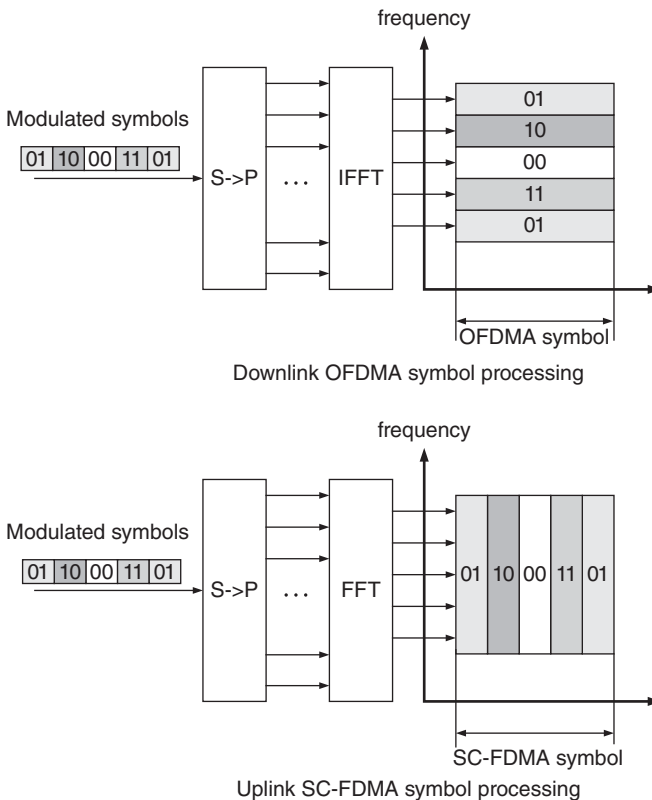 frequency
Modulated symbols
01 10 00 11 01
S->P
...
IFFT
01
10
00
11
01
OFDMA symbol
Downlink OFDMA symbol processing
frequency
Modulated symbols
01 10 00 11 01
S->P
...
FFT
01 10 00 11 01
SC-FDMA symbol
Uplink SC-FDMA symbol processing